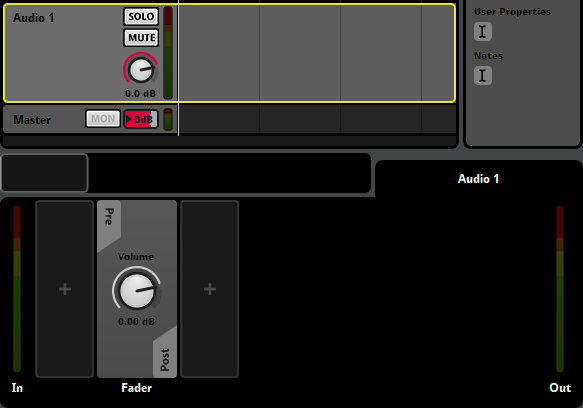 Audio 1
SOLO
MUTE
0.0 dB
Master
MON
0dB
User Properties
Notes
Audio 1
Pre
Volume
0.00 dB
Post
In
Fader
Out